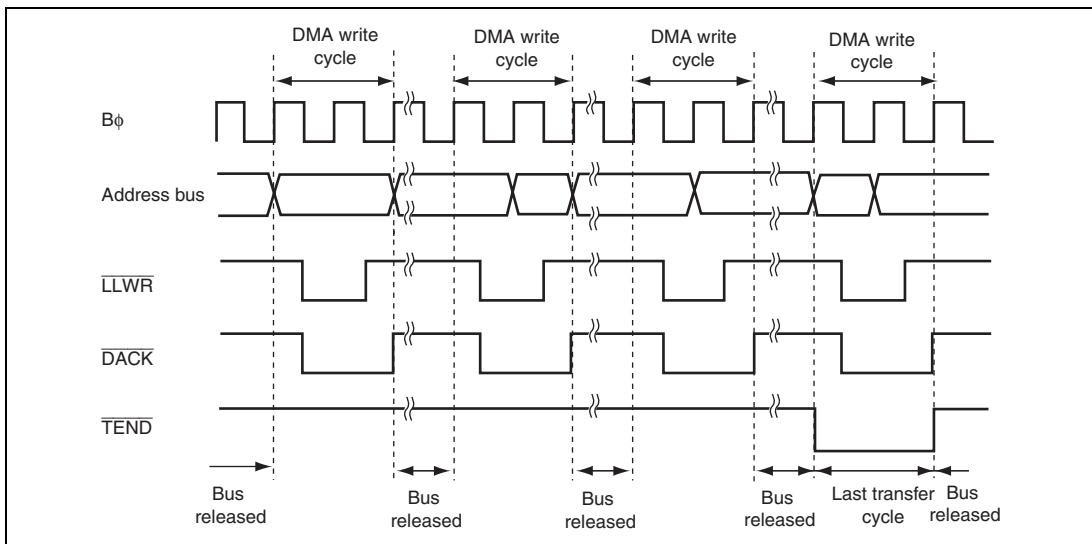 DMA write
cycle
DMA write
cycle
DMA write
cycle
DMA write
cycle
Bϕ
Address bus
LLWR
DACK
TEND
Bus
released
Bus
released
Bus
released
Bus
released
Last transfer
cycle
Bus
released